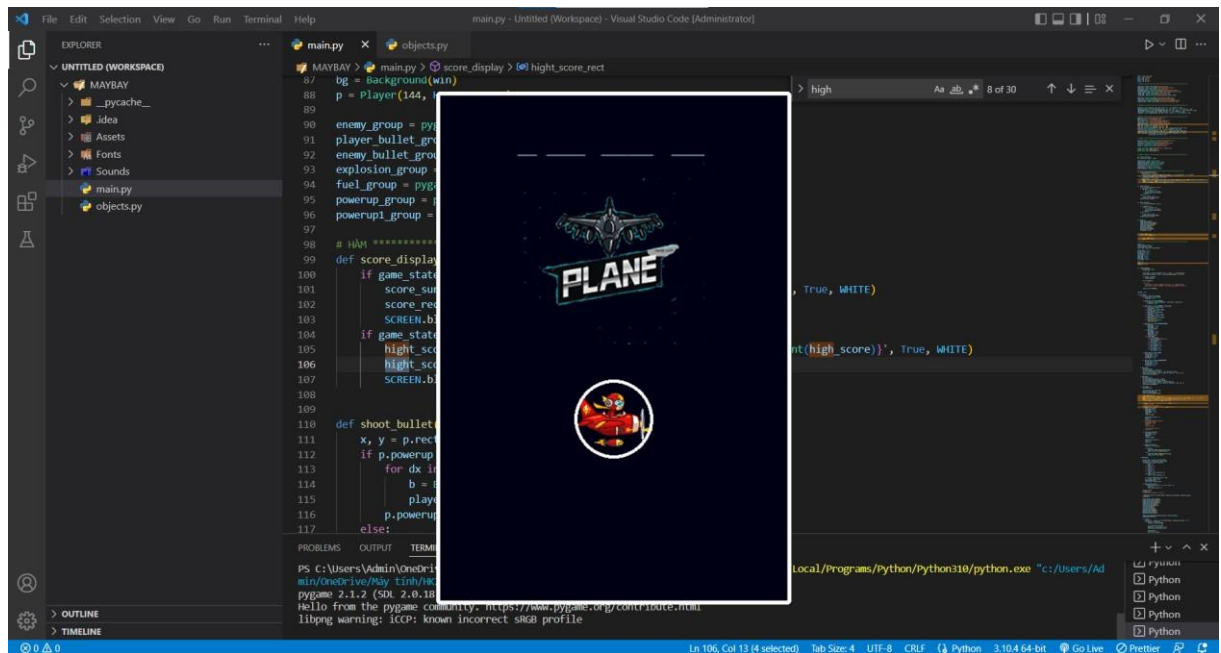 File Edit Selection View Go Run Terminal Help
main.py - Untitled (Workspace) - Visual Studio Code [Administrator]
EXPLORER
UNTITLED (WORKSPACE)
MAYBAY
__pycache__
.idea
Assets
Fonts
Sounds
main.py
objects.py
OUTLINE
TIMELINE
main.py
objects.py
MAYBAY > main.py > score_display > hight_score_rect
high
Aa ab 8 of 30
87 bg = Background(win)
88 p = Player(144,
89
90 enemy_group = pyg
91 player_bullet_gro
92 enemy_bullet_grou
93 explosion_group =
94 fuel_group = pyga
95 powerup_group = p
96 powerup1_group =
97
98 # HÀM ***********
99 def score_display
100 if game_state
101 score_sur , True, WHITE)
102 score_rec
103 SCREEN.bl
104 if game_state
105 hight_sco nt(high_score)}', True, WHITE)
106 hight_sco
107 SCREEN.bl
108
109
110 def shoot_bullet(
111 x, y = p.rect
112 if p.powerup
113 for dx in
114 b =
115 playe
116 p.powerup
117 else:
PLANE
PROBLEMS OUTPUT TERMI
PS C:\Users\Admin\OneDri Local/Programs/Python/Python310/python.exe "c:/Users/Ad
min/OneDrive/Máy tính/HK
pygame 2.1.2 (SDL 2.0.18
Hello from the pygame community. https://www.pygame.org/contribute.html
libpng warning: iCCP: known incorrect sRGB profile
Python
Python
Python
Python
Python
0 0
Ln 106, Col 13 (4 selected) Tab Size: 4 UTF-8 CRLF Python 3.10.4 64-bit Go Live Prettier